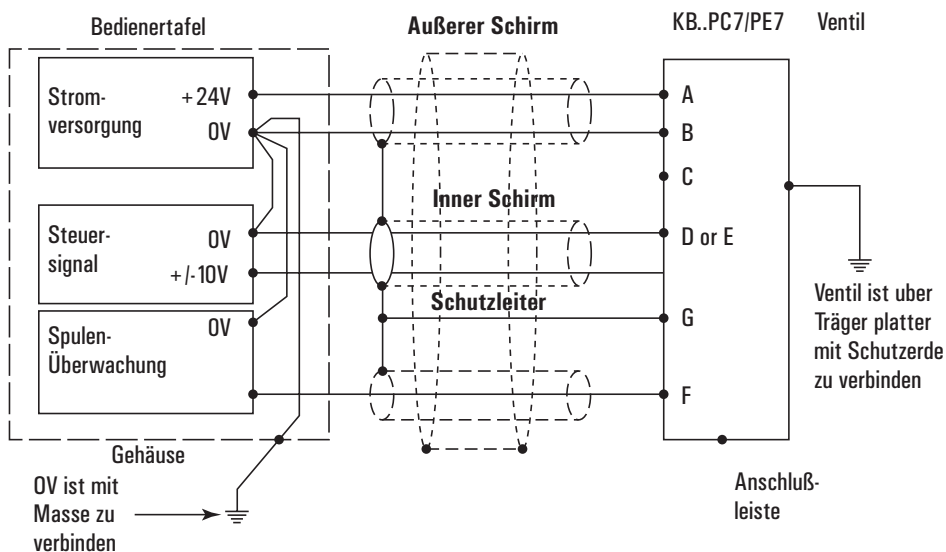 Bedienertafel
Außerer Schirm
KB..PC7/PE7 Ventil
Strom-
versorgung
+24V
0V
A
B
C
Inner Schirm
Steuer-
signal
0V
+/-10V
D or E
Schutzleiter
Spulen-
Überwachung
0V
G
F
Ventil ist uber
Träger platter
mit Schutzerde
zu verbinden
Gehäuse
0V ist mit
Masse zu
verbinden
Anschluß-
leiste